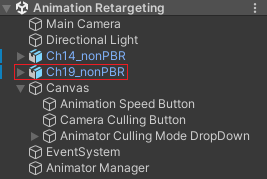 Animation Retargeting
Main Camera
Directional Light
Ch14_nonPBR
Ch19_nonPBR
Canvas
Animation Speed Button
Camera Culling Button
Animator Culling Mode DropDown
EventSystem
Animator Manager